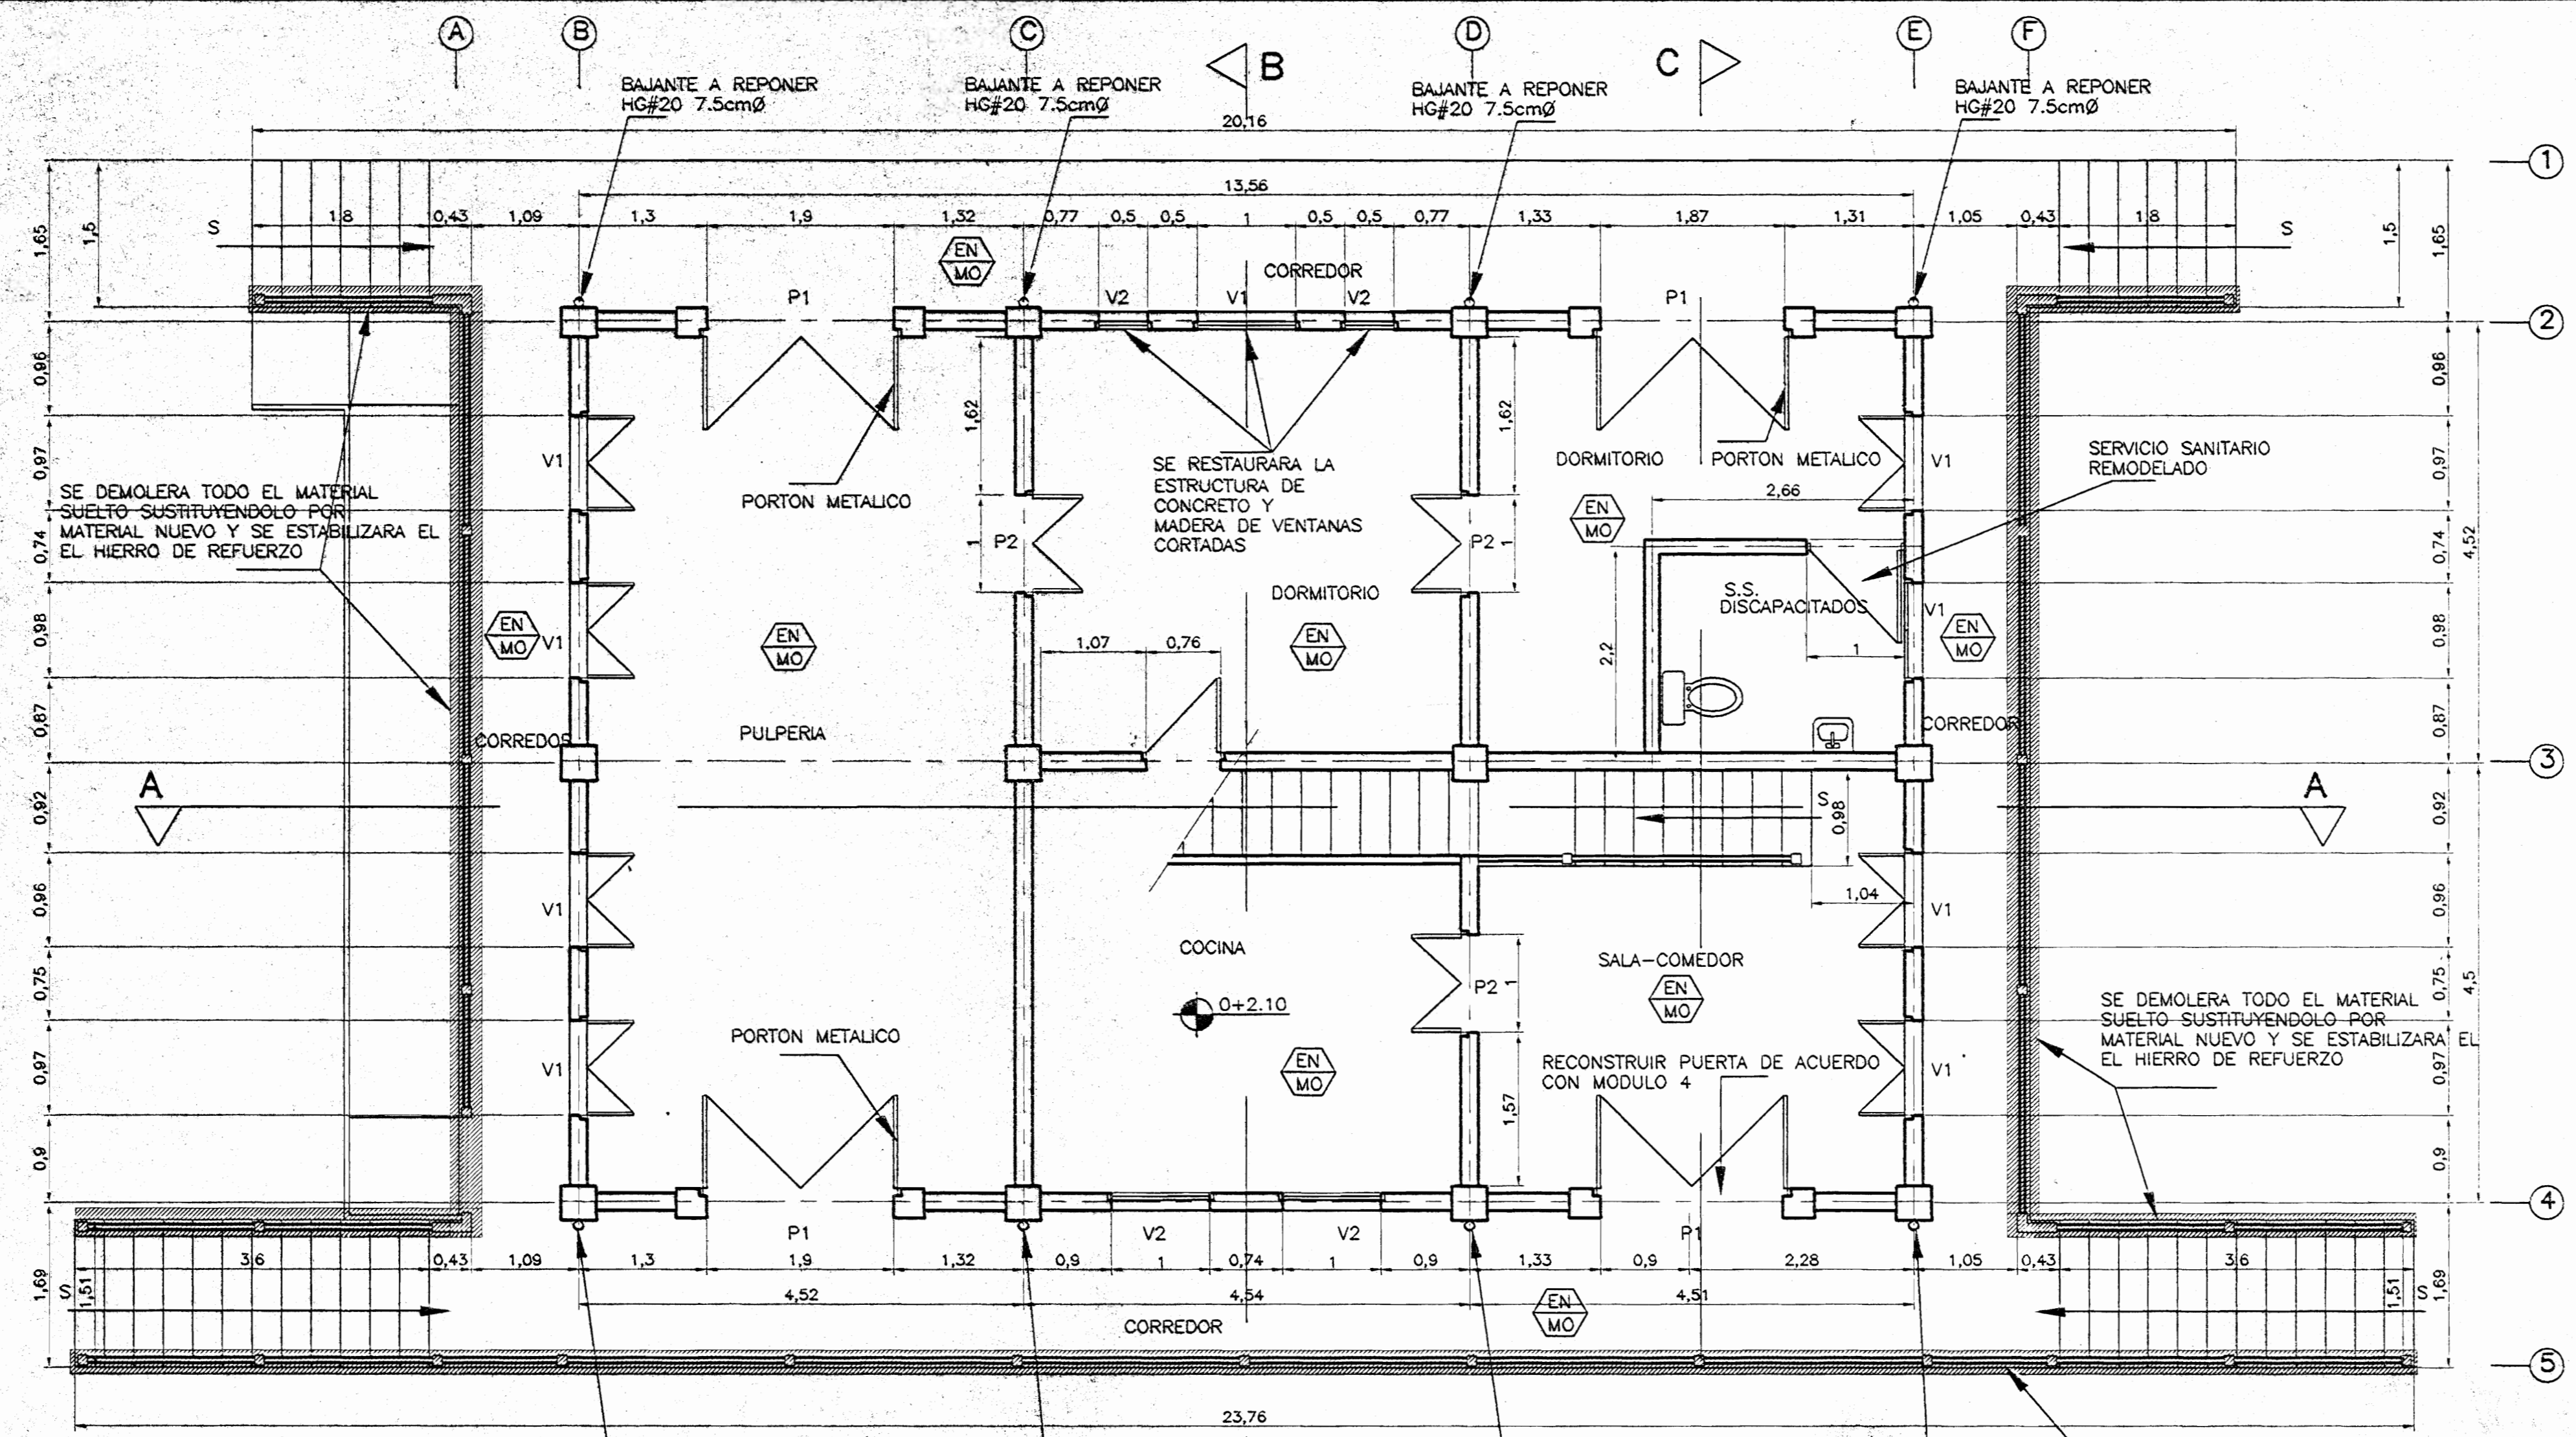 A
B
C
D
E
F
B
C
BAJANTE A REPONER
HG#20 7.5cmØ
BAJANTE A REPONER
HG#20 7.5cmØ
BAJANTE A REPONER
HG#20 7.5cmØ
BAJANTE A REPONER
HG#20 7.5cmØ
20,16
1
13,56
1.8
0,43
1,09
1,3
1,9
1,32
0,77
0,5
0,5
1
0,5
0,5
0,77
1,33
1,87
1,31
1,05
0,43
1.8
S
S
1,65
1,5
1,5
1,65
EN
MO
CORREDOR
P1
V2
V1
V2
P1
2
0,96
0,97
0,74
0,98
0,87
0,92
0,96
0,75
0,97
0,9
1,69
0,96
0,97
0,74
0,98
0,87
0,92
0,96
0,75
0,97
0,9
1,69
4,52
4,5
1,62
1,62
V1
PORTON METALICO
SE RESTAURARA LA
ESTRUCTURA DE
CONCRETO Y
MADERA DE VENTANAS
CORTADAS
DORMITORIO
PORTON METALICO
V1
SERVICIO SANITARIO
REMODELADO
2,66
SE DEMOLERA TODO EL MATERIAL
SUELTO SUSTITUYENDOLO POR
MATERIAL NUEVO Y SE ESTABILIZARA EL
EL HIERRO DE REFUERZO
EN
MO
1
P2
P2
1
DORMITORIO
S.S.
DISCAPACITADOS
V1
EN
MO
V1
EN
MO
EN
MO
EN
MO
1,07
0,76
2,2
1
CORREDOR
PULPERIA
CORREDOR
3
A
A
S
0,98
1,04
V1
V1
COCINA
SALA-COMEDOR
EN
MO
P2
1
0+2.10
SE DEMOLERA TODO EL MATERIAL
SUELTO SUSTITUYENDOLO POR
MATERIAL NUEVO Y SE ESTABILIZARA EL
EL HIERRO DE REFUERZO
PORTON METALICO
V1
EN
MO
RECONSTRUIR PUERTA DE ACUERDO
CON MODULO 4
V1
1,57
4
P1
V2
V2
P1
3.6
0,43
1,09
1,3
1,9
1,32
0,9
1
0,74
1
0,9
1,33
0,9
2,28
1,05
0,43
3.6
S
1,51
4,52
4,54
4,51
1,51
S
CORREDOR
EN
MO
5
23,76